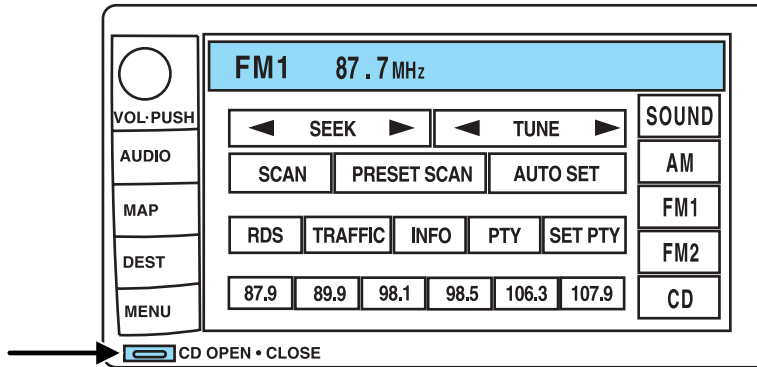 FM1 87.7 MHz
VOL·PUSH
AUDIO
MAP
DEST
MENU
SEEK TUNE
SCAN PRESET SCAN AUTO SET
RDS TRAFFIC INFO PTY SET PTY
87.9 89.9 98.1 98.5 106.3 107.9
SOUND
AM
FM1
FM2
CD
CD OPEN • CLOSE